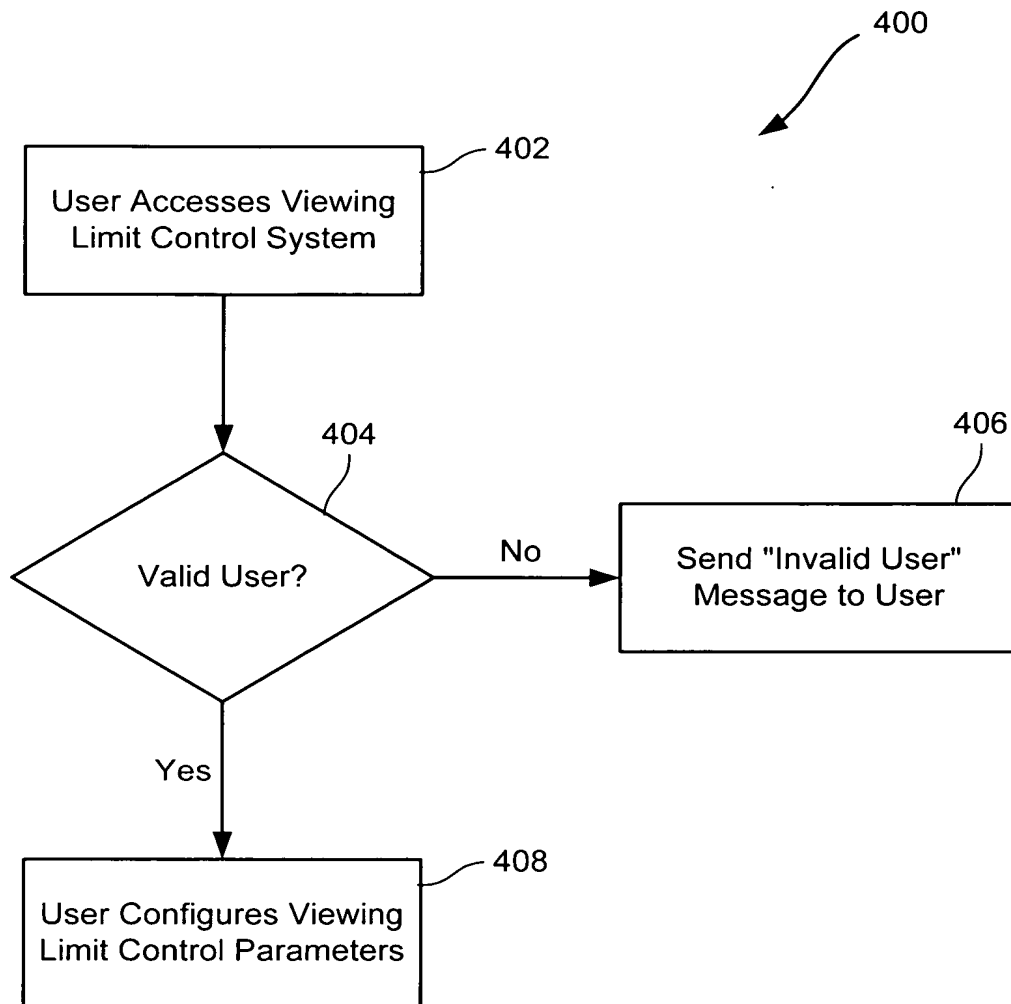 400
402
User Accesses Viewing
Limit Control System
404
Valid User?
No
406
Send "Invalid User"
Message to User
Yes
408
User Configures Viewing
Limit Control Parameters